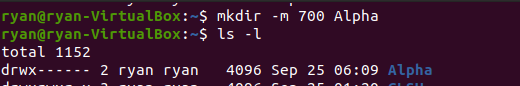 ryan@ryan-VirtualBox:~$ mkdir -m 700 Alpha
ryan@ryan-VirtualBox:~$ ls -l
total 1152
drwx------ 2 ryan ryan   4096 Sep 25 06:09 Alpha